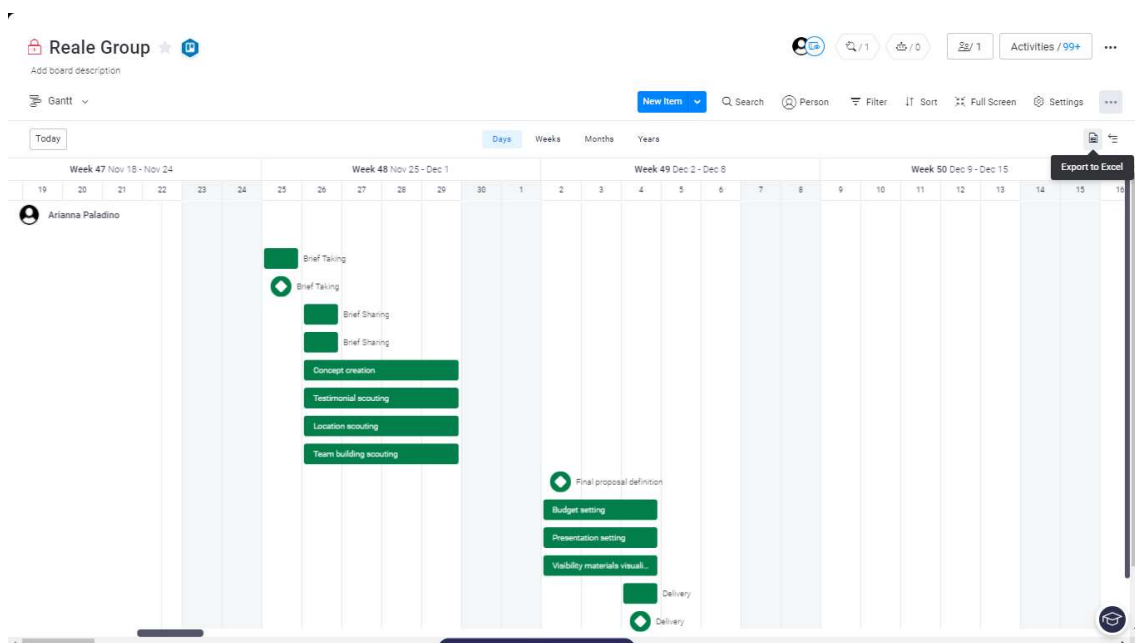 Reale Group
/ 1
/ 0
/ 1
Activities / 99+
Add board description
Gantt
New Item
Search
Person
Filter
Sort
Full Screen
Settings
Today
Days
Weeks
Months
Years
Export to Excel
Week 47 Nov 18 - Nov 24
Week 48 Nov 25 - Dec 1
Week 49 Dec 2 - Dec 8
Week 50 Dec 9 - Dec 15
19 20 21 22 23 24 25 26 27 28 29 30 1 2 3 4 5 6 7 8 9 10 11 12 13 14 15 16
Arianna Paladino
Brief Taking
Brief Taking
Brief Sharing
Brief Sharing
Concept creation
Testimonial scouting
Location scouting
Team building scouting
Final proposal definition
Budget setting
Presentation setting
Visibility materials visuali...
Delivery
Delivery